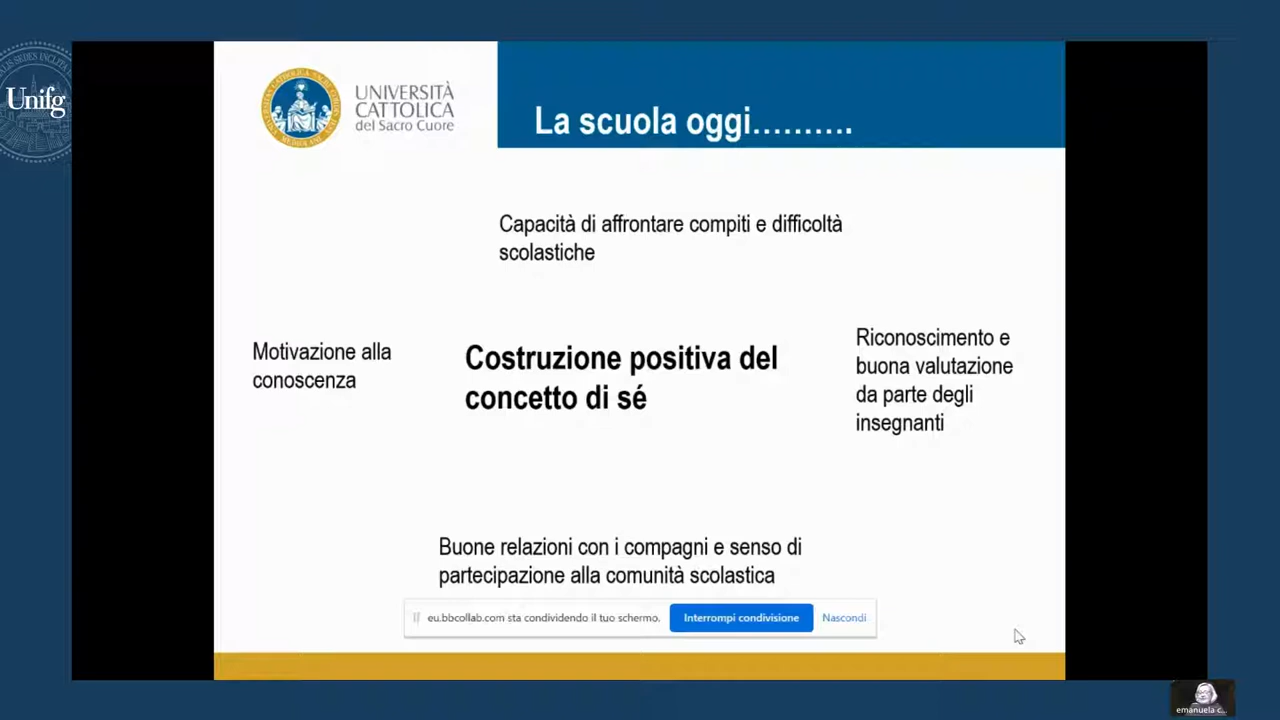 Unifg
UNIVERSITÀ
CATTOLICA
del Sacro Cuore
La scuola oggi..........
Capacità di affrontare compiti e difficoltà
scolastiche
Motivazione alla
conoscenza
Costruzione positiva del
concetto di sé
Riconoscimento e
buona valutazione
da parte degli
insegnanti
Buone relazioni con i compagni e senso di
partecipazione alla comunità scolastica
eu.bbcollab.com sta condividendo il tuo schermo.
Interrompi condivisione
Nascondi
emanuela c...